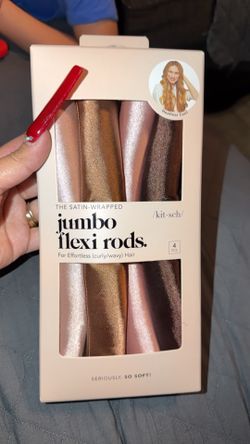 THE SATIN-WRAPPED
jumbo
flexi rods.
For Effortless (curly/wavy) Hair
/kit·sch/
4
SERIOUSLY, SO SOFT!